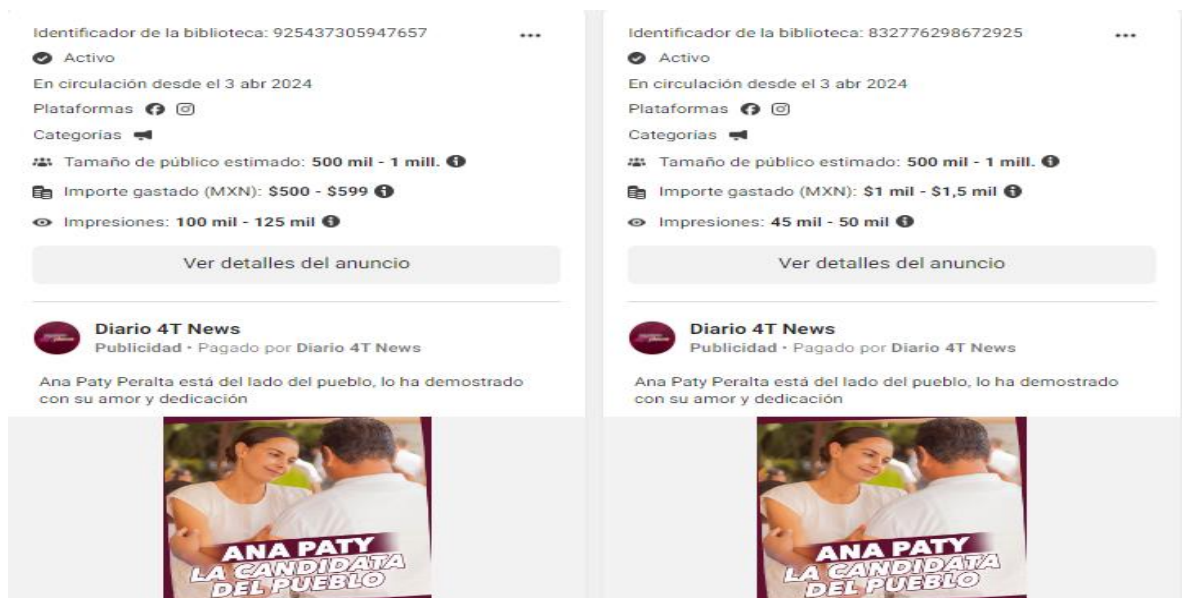 Identificador de la biblioteca: 925437305947657
Activo
En circulación desde el 3 abr 2024
Plataformas
Categorías
Tamaño de público estimado: 500 mil - 1 mill.
Importe gastado (MXN): $500 - $599
Impresiones: 100 mil - 125 mil
Ver detalles del anuncio
Diario 4T News
Publicidad • Pagado por Diario 4T News
Ana Paty Peralta está del lado del pueblo, lo ha demostrado
con su amor y dedicación
ANA PATY
LA CANDIDATA
DEL PUEBLO
Identificador de la biblioteca: 832776298672925
Activo
En circulación desde el 3 abr 2024
Plataformas
Categorías
Tamaño de público estimado: 500 mil - 1 mill.
Importe gastado (MXN): $1 mil - $1,5 mil
Impresiones: 45 mil - 50 mil
Ver detalles del anuncio
Diario 4T News
Publicidad • Pagado por Diario 4T News
Ana Paty Peralta está del lado del pueblo, lo ha demostrado
con su amor y dedicación
ANA PATY
LA CANDIDATA
DEL PUEBLO